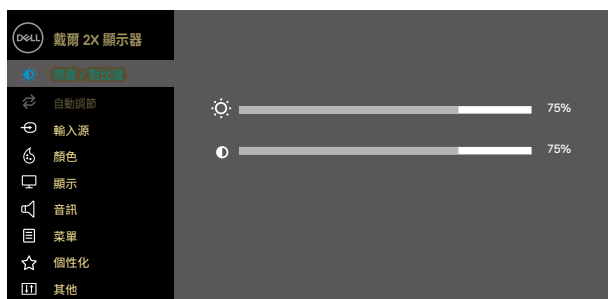 DELL
戴爾 2X 顯示器
亮度 / 對比度
自動調節
75%
輸入源
顏色
75%
顯示
音訊
菜單
個性化
其他